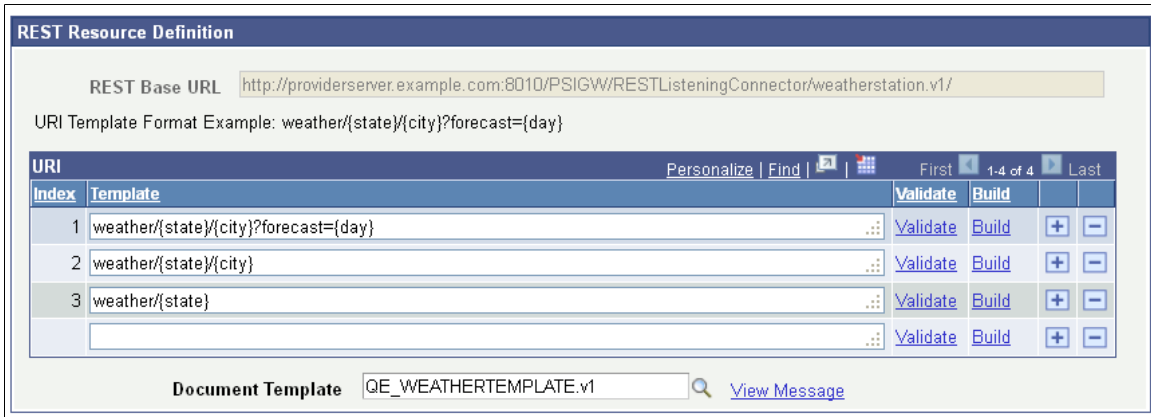 REST Resource Definition
REST Base URL http://providerserver.example.com:8010/PSIGW/RESTListeningConnector/weatherstation.v1/
URI Template Format Example: weather/{state}/{city}?forecast={day}
URI Personalize | Find | | First 1-4 of 4 Last
Index Template Validate Build
1 weather/{state}/{city}?forecast={day} Validate Build
2 weather/{state}/{city} Validate Build
3 weather/{state} Validate Build
Validate Build
Document Template QE_WEATHERTEMPLATE.v1 View Message